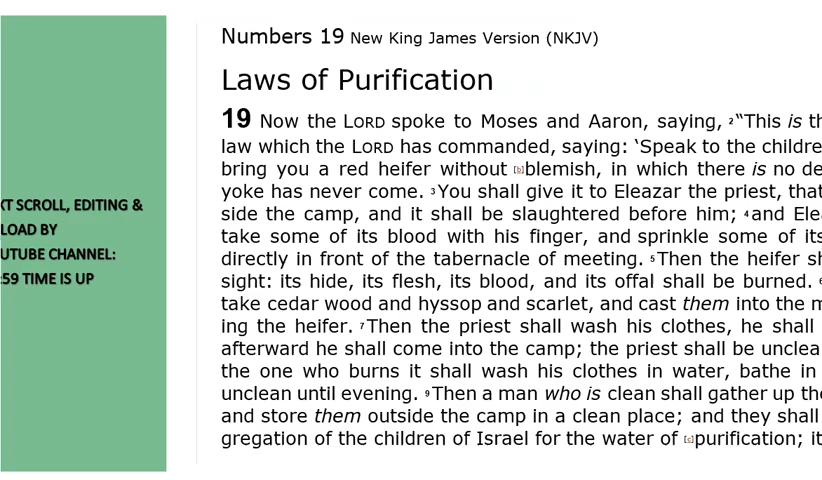 Numbers 19 New King James Version (NKJV)
Laws of Purification
19 Now the LORD spoke to Moses and Aaron, saying, 2 “This is th
law which the LORD has commanded, saying: ‘Speak to the childre
bring you a red heifer without [b]blemish, in which there is no de
yoke has never come. 3 You shall give it to Eleazar the priest, that
side the camp, and it shall be slaughtered before him; 4 and Elea
take some of its blood with his finger, and sprinkle some of its
directly in front of the tabernacle of meeting. 5 Then the heifer sh
sight: its hide, its flesh, its blood, and its offal shall be burned. 6
take cedar wood and hyssop and scarlet, and cast them into the m
ing the heifer. 7 Then the priest shall wash his clothes, he shall
afterward he shall come into the camp; the priest shall be unclea
the one who burns it shall wash his clothes in water, bathe in
unclean until evening. 9 Then a man who is clean shall gather up the
and store them outside the camp in a clean place; and they shall
gregation of the children of Israel for the water of [c]purification; it
XT SCROLL, EDITING &
LOAD BY
UTUBE CHANNEL:
:59 TIME IS UP